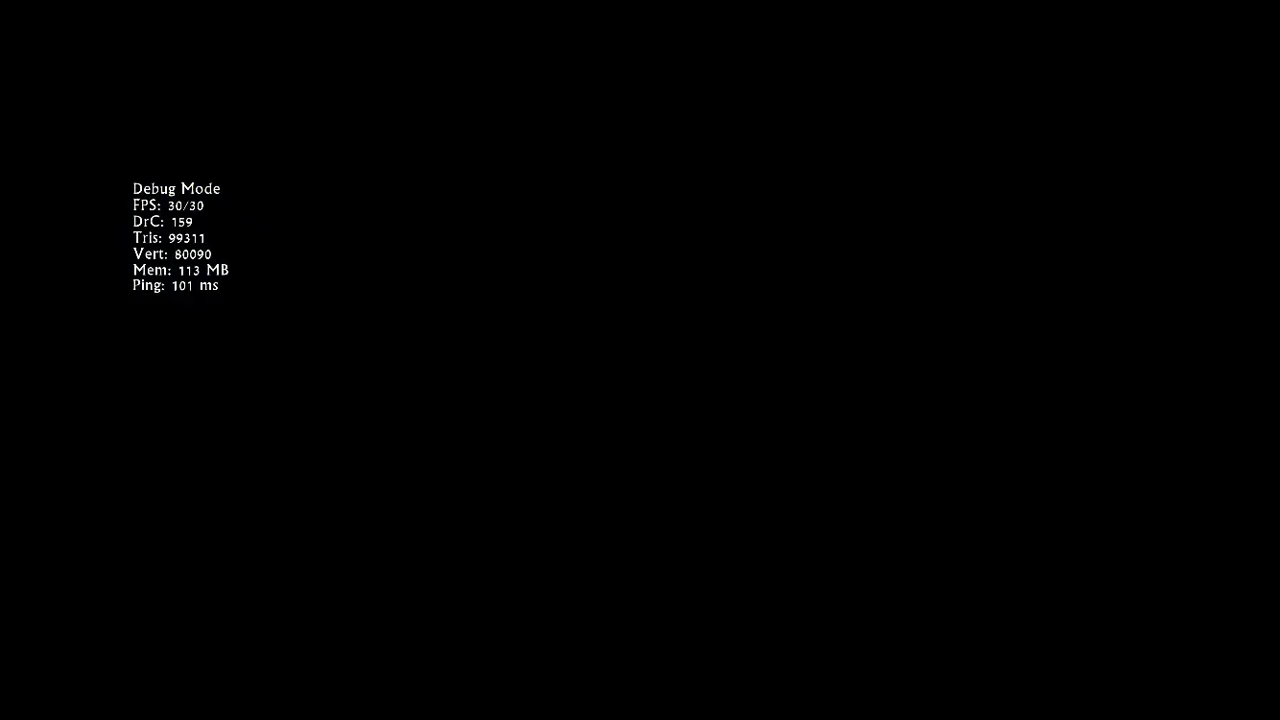 Debug Mode
FPS: 30/30
DrC: 159
Tris: 99311
Vert: 80090
Mem: 113 MB
Ping: 101 ms